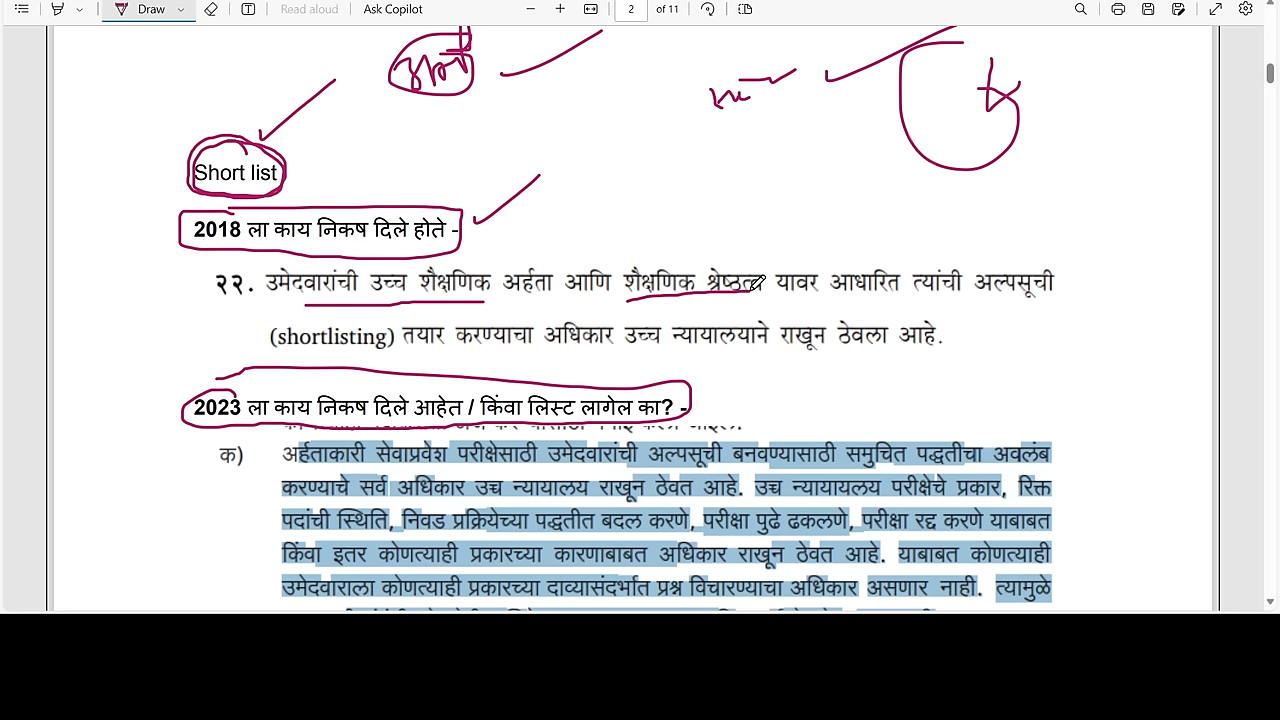 Draw
Read aloud
Ask Copilot
2 of 11
Short list
2018 ला काय निकष दिले होते -
२२. उमेदवारांची उच्च शैक्षणिक अर्हता आणि शैक्षणिक श्रेष्ठता यावर आधारित त्यांची अल्पसूची
(shortlisting) तयार करण्याचा अधिकार उच्च न्यायालयाने राखून ठेवला आहे.
2023 ला काय निकष दिले आहेत / किंवा लिस्ट लागेल का? -
क) अर्हताकारी सेवाप्रवेश परीक्षेसाठी उमेदवारांची अल्पसूची बनवण्यासाठी समुचित पद्धतीचा अवलंब
करण्याचे सर्व अधिकार उच्च न्यायालय राखून ठेवत आहे. उच्च न्यायायलय परीक्षेचे प्रकार, रिक्त
पदांची स्थिति, निवड प्रक्रियेच्या पद्धतीत बदल करणे, परीक्षा पुढे ढकलणे, परीक्षा रद्द करणे याबाबत
किंवा इतर कोणत्याही प्रकारच्या कारणाबाबत अधिकार राखून ठेवत आहे. याबाबत कोणत्याही
उमेदवाराला कोणत्याही प्रकारच्या दाव्यासंदर्भात प्रश्न विचारण्याचा अधिकार असणार नाही. त्यामुळे